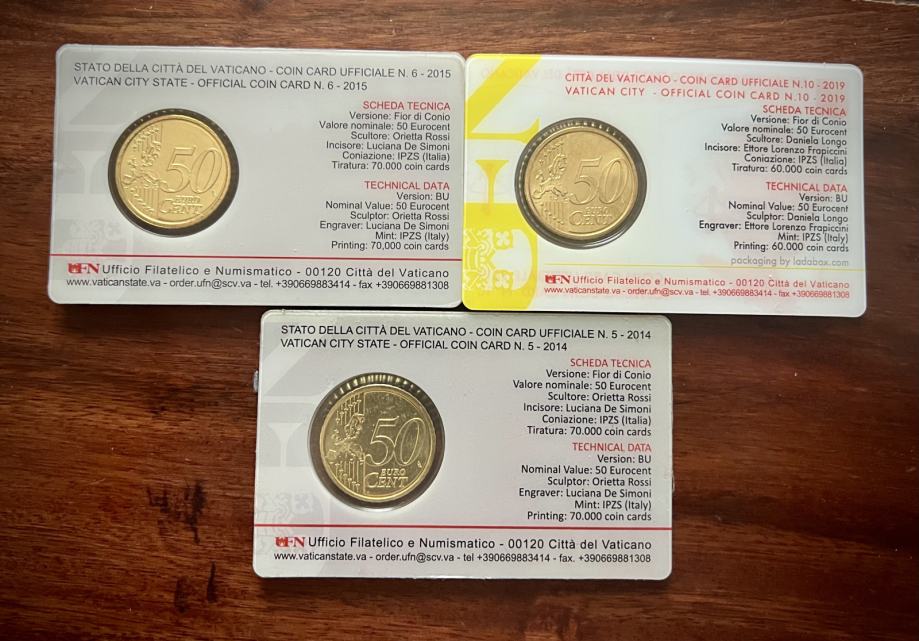 STATO DELLA CITTÀ DEL VATICANO - COIN CARD UFFICIALE N. 6 - 2015
VATICAN CITY STATE - OFFICIAL COIN CARD N. 6 - 2015
SCHEDA TECNICA
Versione: Fior di Conio
Valore nominale: 50 Eurocent
Scultore: Orietta Rossi
Incisore: Luciana De Simoni
Coniazione: IPZS (Italia)
Tiratura: 70.000 coin cards
TECHNICAL DATA
Version: BU
Nominal Value: 50 Eurocent
Sculptor: Orietta Rossi
Engraver: Luciana De Simoni
Mint: IPZS (Italy)
Printing: 70,000 coin cards
50
EURO
CENT
UFN Ufficio Filatelico e Numismatico - 00120 Città del Vaticano
www.vaticanstate.va - order.ufn@scv.va - tel. +390669883414 - fax +390669881308
CITTÀ DEL VATICANO - COIN CARD UFFICIALE N.10 - 2019
VATICAN CITY - OFFICIAL COIN CARD N.10 - 2019
SCHEDA TECNICA
Versione: Fior di Conio
Valore nominale: 50 Eurocent
Scultore: Daniela Longo
Incisore: Ettore Lorenzo Frapiccini
Coniazione: IPZS (Italia)
Tiratura: 60.000 coin cards
TECHNICAL DATA
Version: BU
Nominal Value: 50 Eurocent
Sculptor: Daniela Longo
Engraver: Ettore Lorenzo Frapiccini
Mint: IPZS (Italy)
Printing: 60.000 coin cards
packaging by ladabox.com
50
EURO
CENT
UFN Ufficio Filatelico e Numismatico - 00120 Città del Vaticano
www.vaticanstate.va - order.ufn@scv.va - tel. +390669883414 - fax +390669881308
STATO DELLA CITTÀ DEL VATICANO - COIN CARD UFFICIALE N. 5 - 2014
VATICAN CITY STATE - OFFICIAL COIN CARD N. 5 - 2014
SCHEDA TECNICA
Versione: Fior di Conio
Valore nominale: 50 Eurocent
Scultore: Orietta Rossi
Incisore: Luciana De Simoni
Coniazione: IPZS (Italia)
Tiratura: 70.000 coin cards
TECHNICAL DATA
Version: BU
Nominal Value: 50 Eurocent
Sculptor: Orietta Rossi
Engraver: Luciana De Simoni
Mint: IPZS (Italy)
Printing: 70.000 coin cards
50
EURO
CENT
UFN Ufficio Filatelico e Numismatico - 00120 Città del Vaticano
www.vaticanstate.va - order.ufn@scv.va - tel +390669883414 - fax. +390669881308